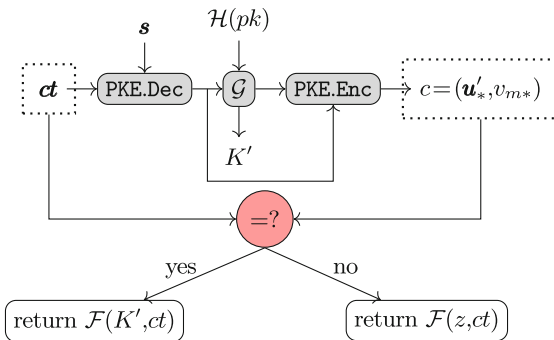 s
H(pk)
ct
PKE.Dec
G
PKE.Enc
c=(u′*,vm*)
K′
=?
yes
no
return F(K′,ct)
return F(z,ct)